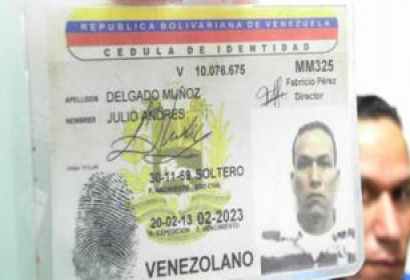 REPUBLICA BOLIVARIANA DE VENEZUELA
CEDULA DE IDENTIDAD
V 10.076.675 MM325
Fabricio Pérez
Director
APELLIDOS DELGADO MUÑOZ
NOMBRES JULIO ANDRES
30-11-69 SOLTERO
F. NACIMIENTO EDO CIVIL
20-02-13 02-2023
F. EXPEDICION F. VENCIMIENTO
VENEZOLANO